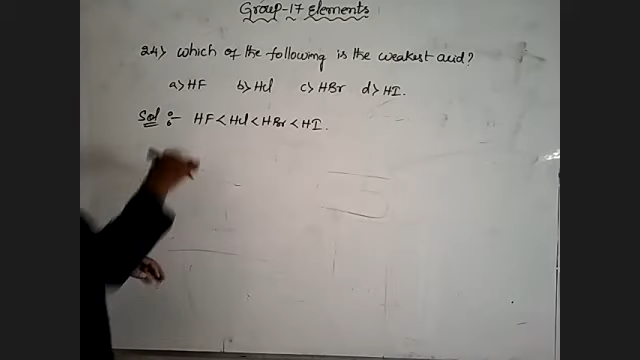 Group-17 Elements
24> which of the following is the weakest acid?
a> HF b> Hcl c> HBr d> HI.
Sol :- HF < Hcl < HBr < HI.